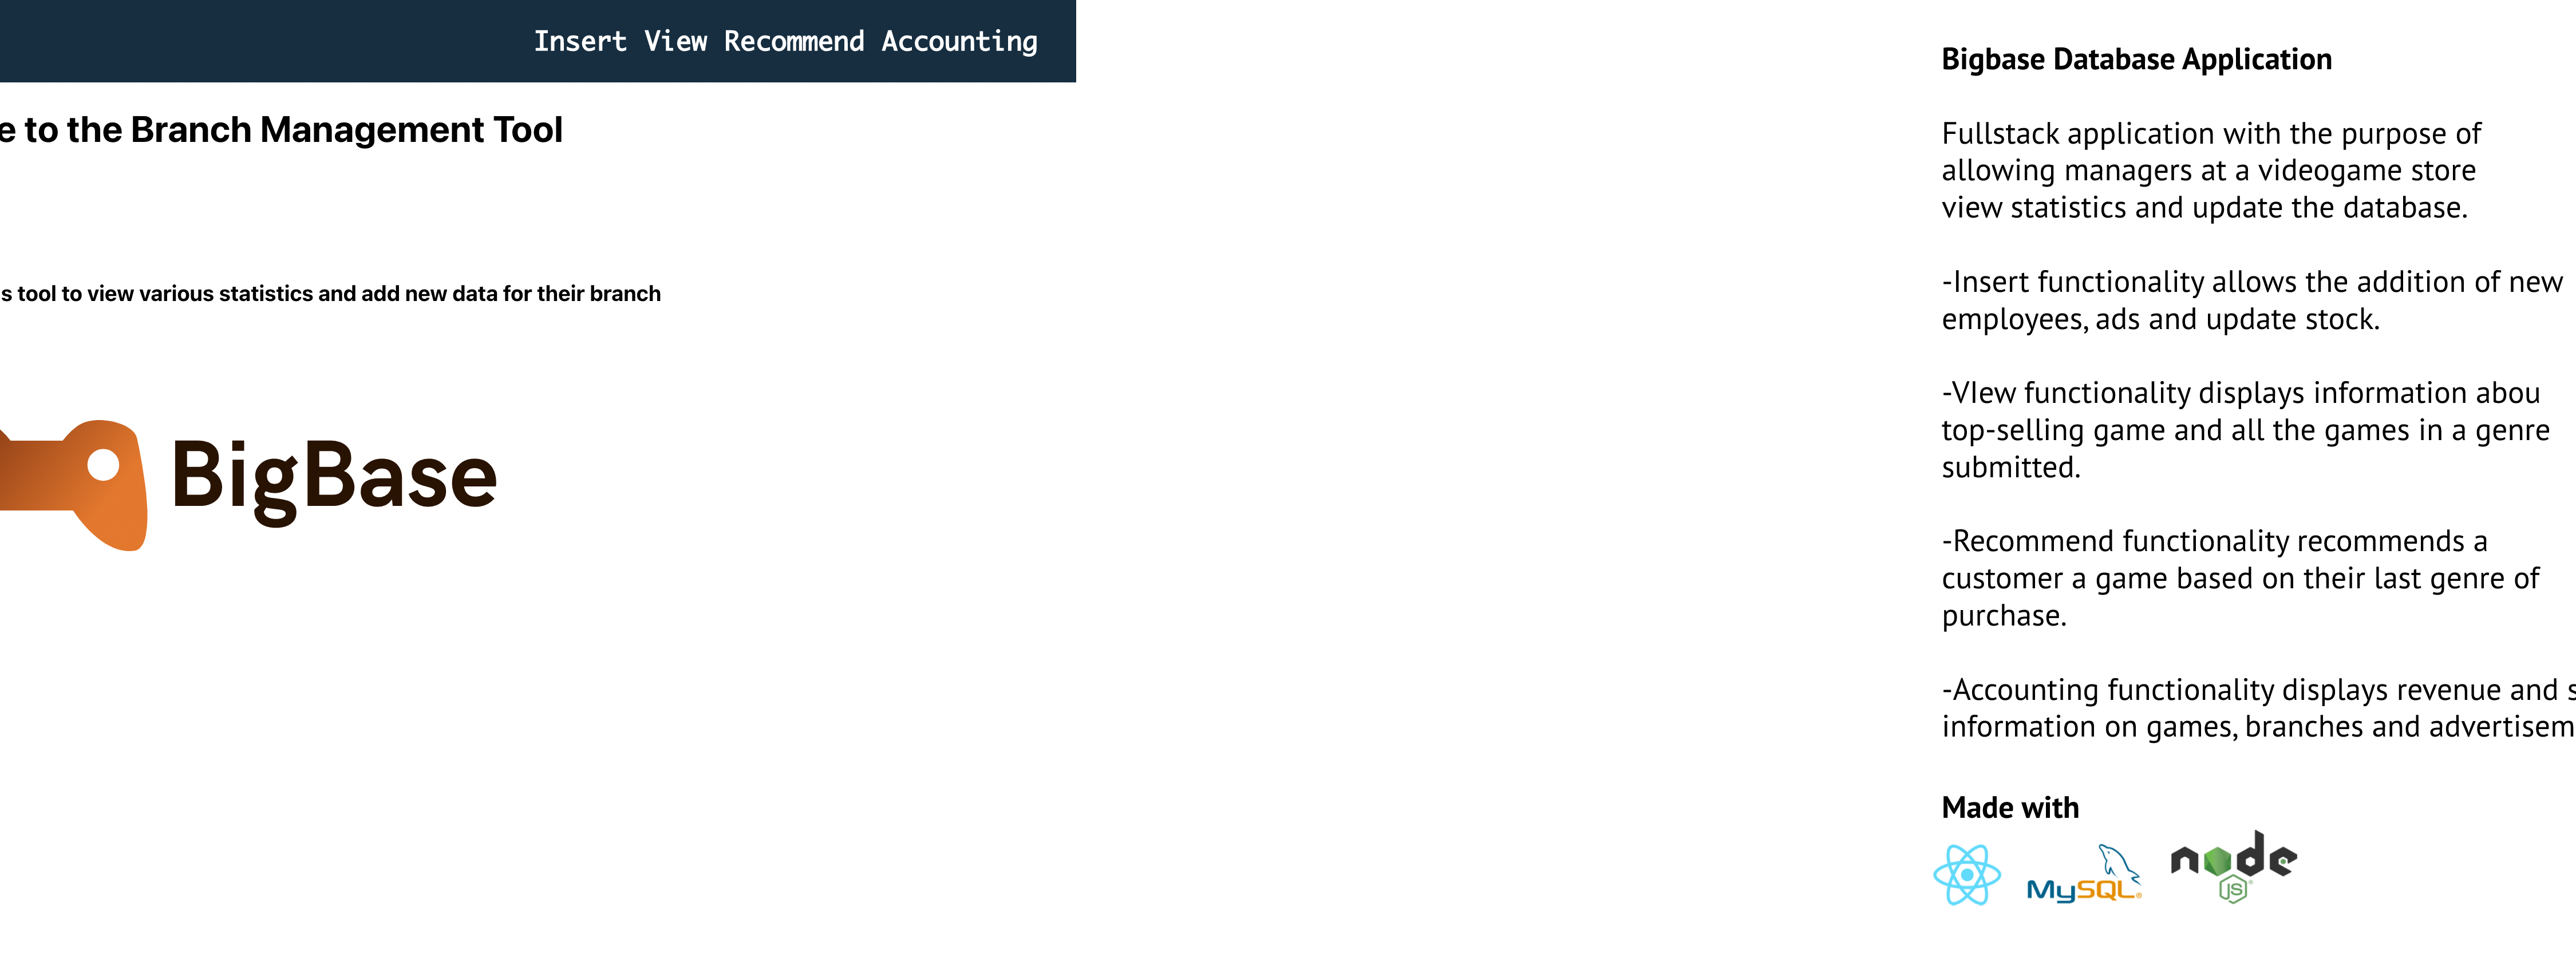 Insert View Recommend Accounting
e to the Branch Management Tool
s tool to view various statistics and add new data for their branch
BigBase
Bigbase Database Application
Fullstack application with the purpose of
allowing managers at a videogame store
view statistics and update the database.
-Insert functionality allows the addition of new
employees, ads and update stock.
-VIew functionality displays information abou
top-selling game and all the games in a genre
submitted.
-Recommend functionality recommends a
customer a game based on their last genre of
purchase.
-Accounting functionality displays revenue and s
information on games, branches and advertisem
Made with
MySQL®
node
JS®